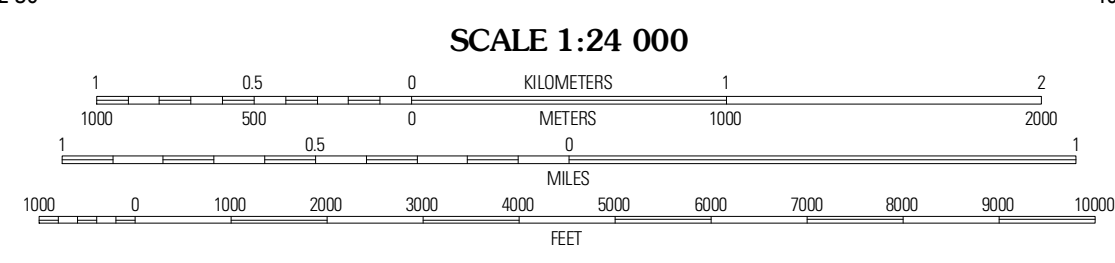 SCALE 1:24 000
1 0.5 0 KILOMETERS 1 2
1000 500 0 METERS 1000 2000
1 0.5 0 1
MILES
1000 0 1000 2000 3000 4000 5000 6000 7000 8000 9000 10000
FEET